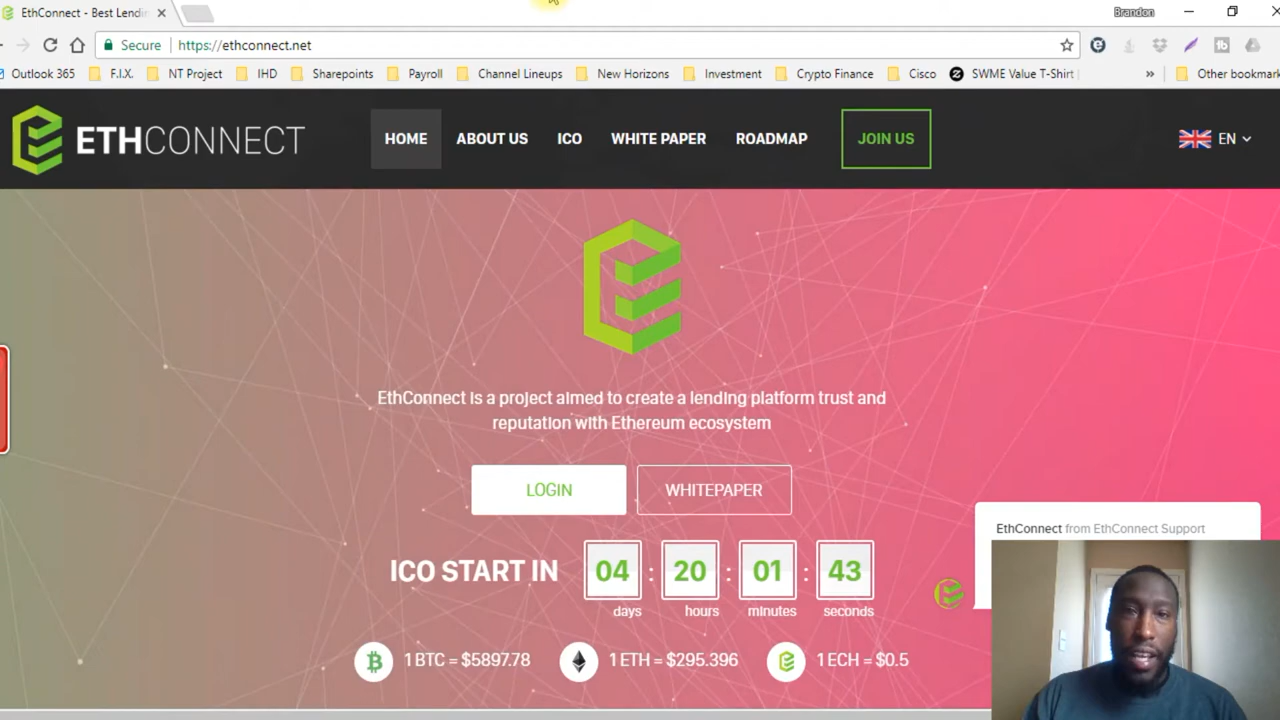 EthConnect - Best Lendi
Brandon
Secure
https://ethconnect.net
Outlook 365
F.I.X.
NT Project
IHD
Sharepoints
Payroll
Channel Lineups
New Horizons
Investment
Crypto Finance
Cisco
SWME Value T-Shirt
»
Other bookmark
ETHCONNECT
HOME
ABOUT US
ICO
WHITE PAPER
ROADMAP
JOIN US
EN
EthConnect is a project aimed to create a lending platform trust and
reputation with Ethereum ecosystem
LOGIN
WHITEPAPER
EthConnect from EthConnect Support
ICO START IN
04 : 20 : 01 : 43
days hours minutes seconds
1 BTC = $5897.78
1 ETH = $295.396
1 ECH = $0.5